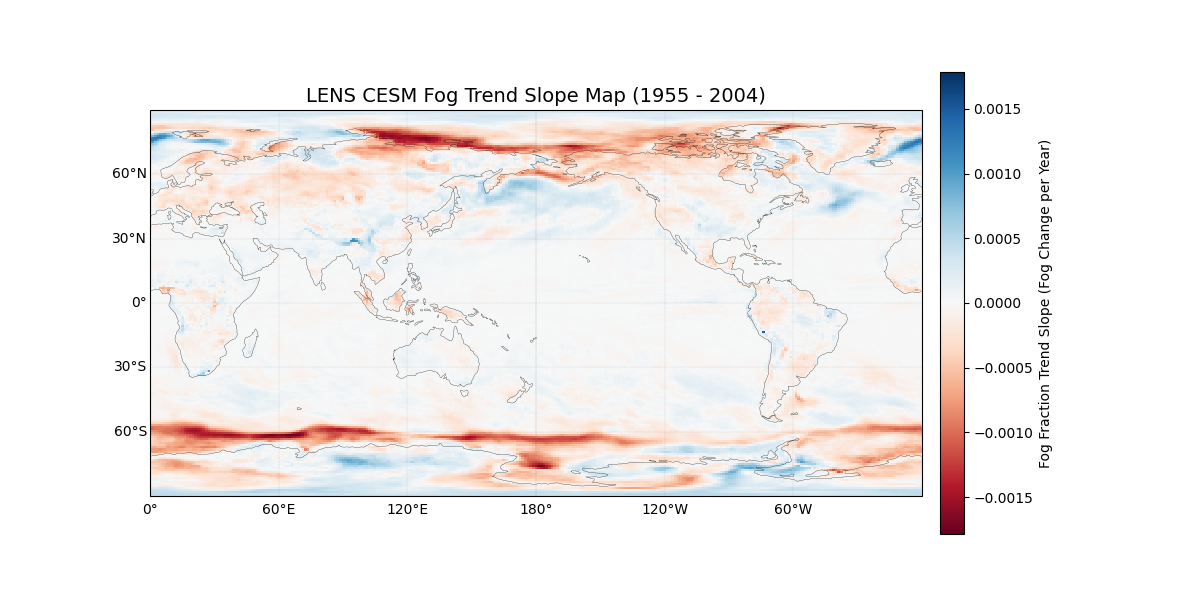 LENS CESM Fog Trend Slope Map (1955 - 2004)
60°N
30°N
0°
30°S
60°S
0°
60°E
120°E
180°
120°W
60°W
0.0015
0.0010
0.0005
0.0000
−0.0005
−0.0010
−0.0015
Fog Fraction Trend Slope (Fog Change per Year)